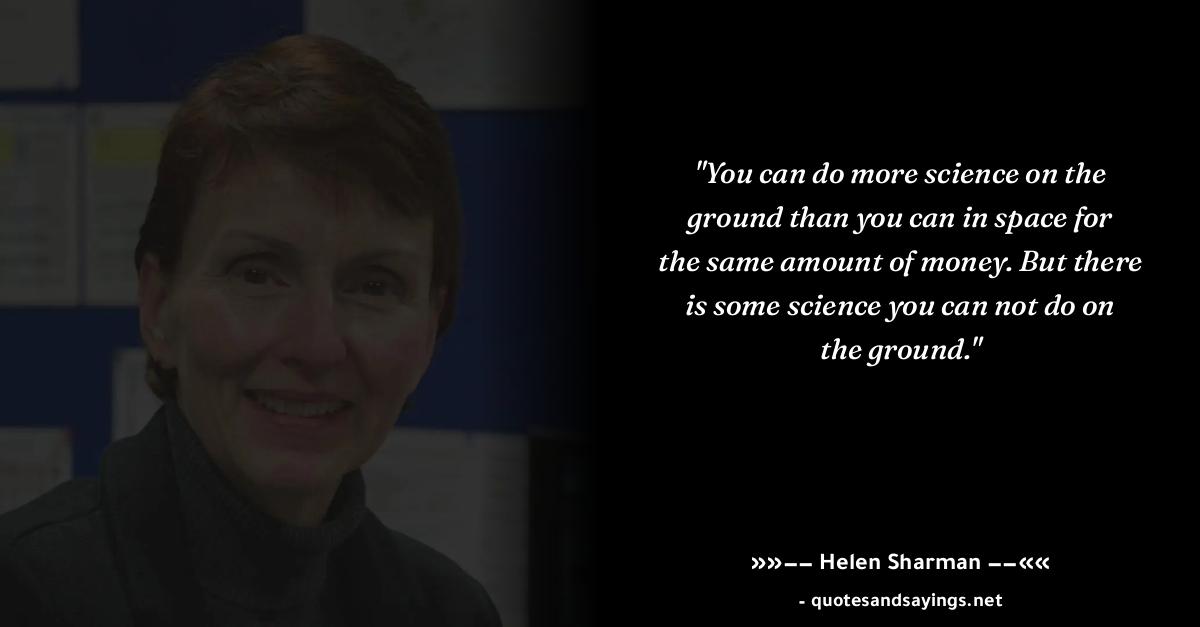 "You can do more science on the
ground than you can in space for
the same amount of money. But there
is some science you can not do on
the ground."
»»–– Helen Sharman ––««
- quotesandsayings.net